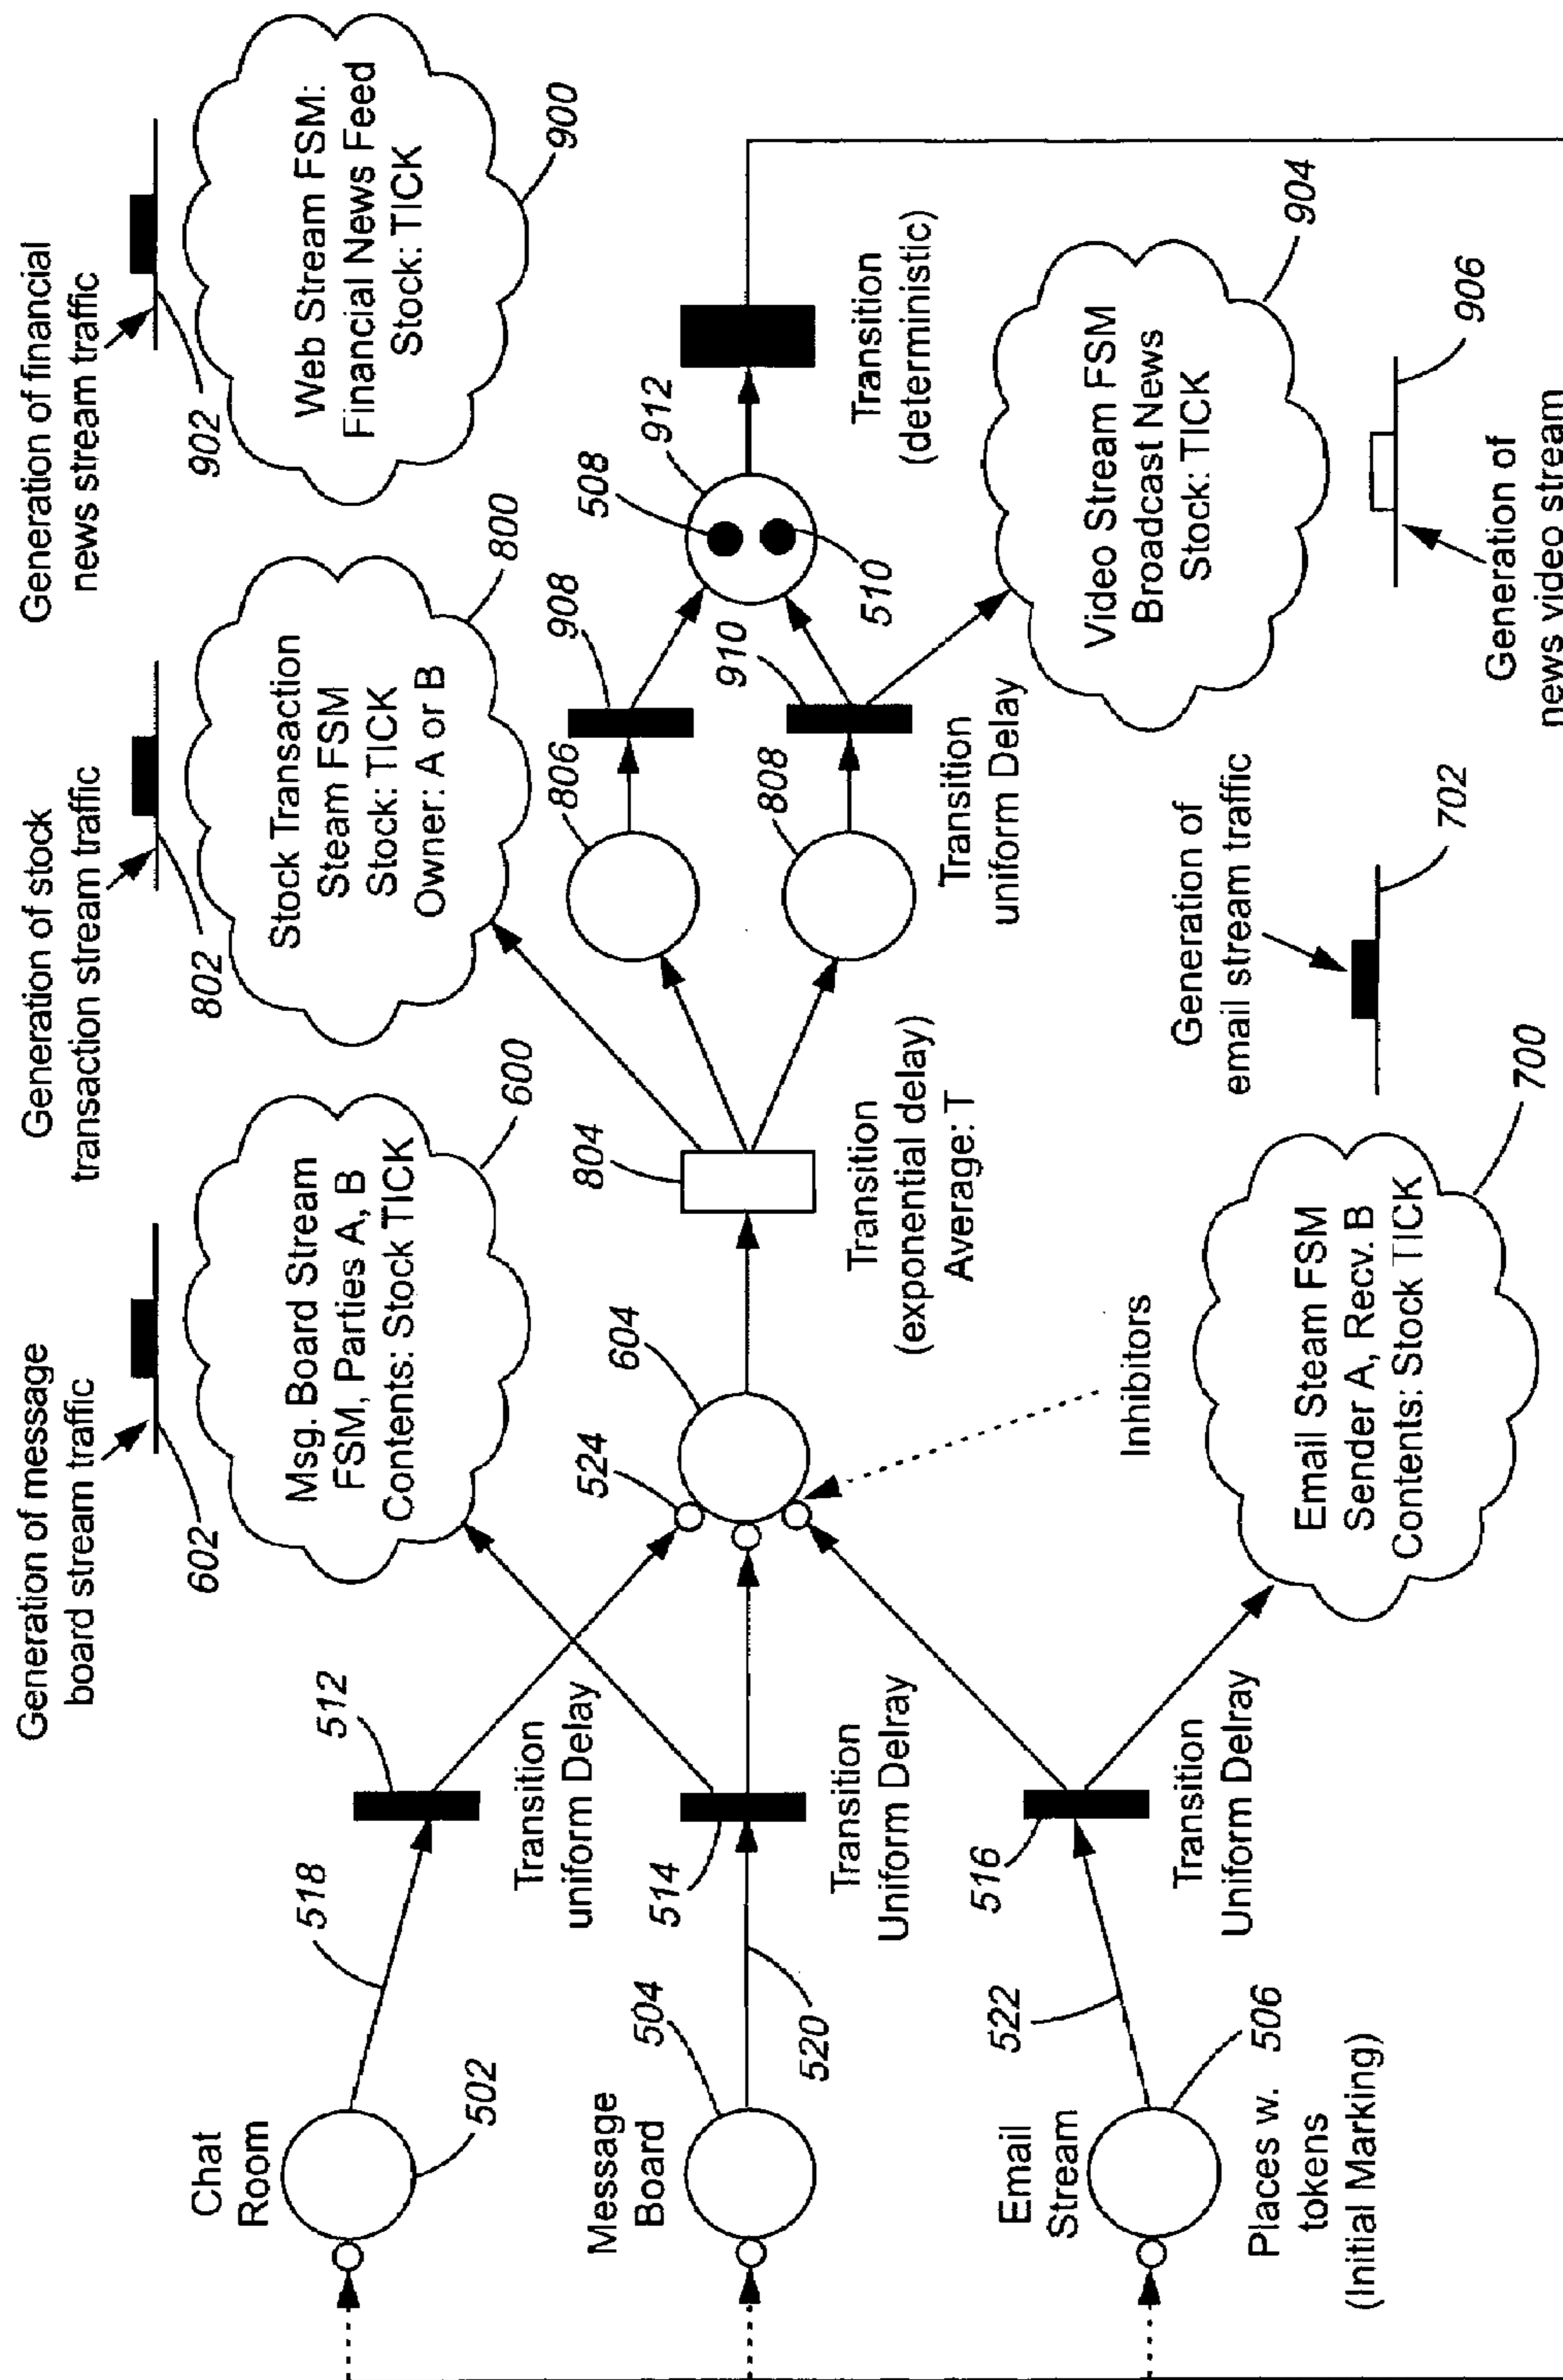 Generation of message
board stream traffic
602
Generation of stock
transaction stream traffic
802
Generation of financial
news stream traffic
902
Msg. Board Stream
FSM, Parties A, B
Contents: Stock TICK
600
Stock Transaction
Steam FSM
Stock: TICK
Owner: A or B
800
Web Stream FSM:
Financial News Feed
Stock: TICK
900
Chat
Room
502
518
512
Transition
uniform Delay
Message
Board
504
520
514
Transition
Uniform Delray
Email
Stream
506
Places w.
tokens
(Initial Marking)
522
516
Transition
Uniform Delray
524
604
Inhibitors
804
Transition
(exponential delay)
Average: T
806
808
908
910
Transition
uniform Delay
508
510
912
Transition
(deterministic)
Email Steam FSM
Sender A, Recv. B
Contents: Stock TICK
700
Generation of
email stream traffic
702
Video Stream FSM
Broadcast News
Stock: TICK
904
906
Generation of
news video stream